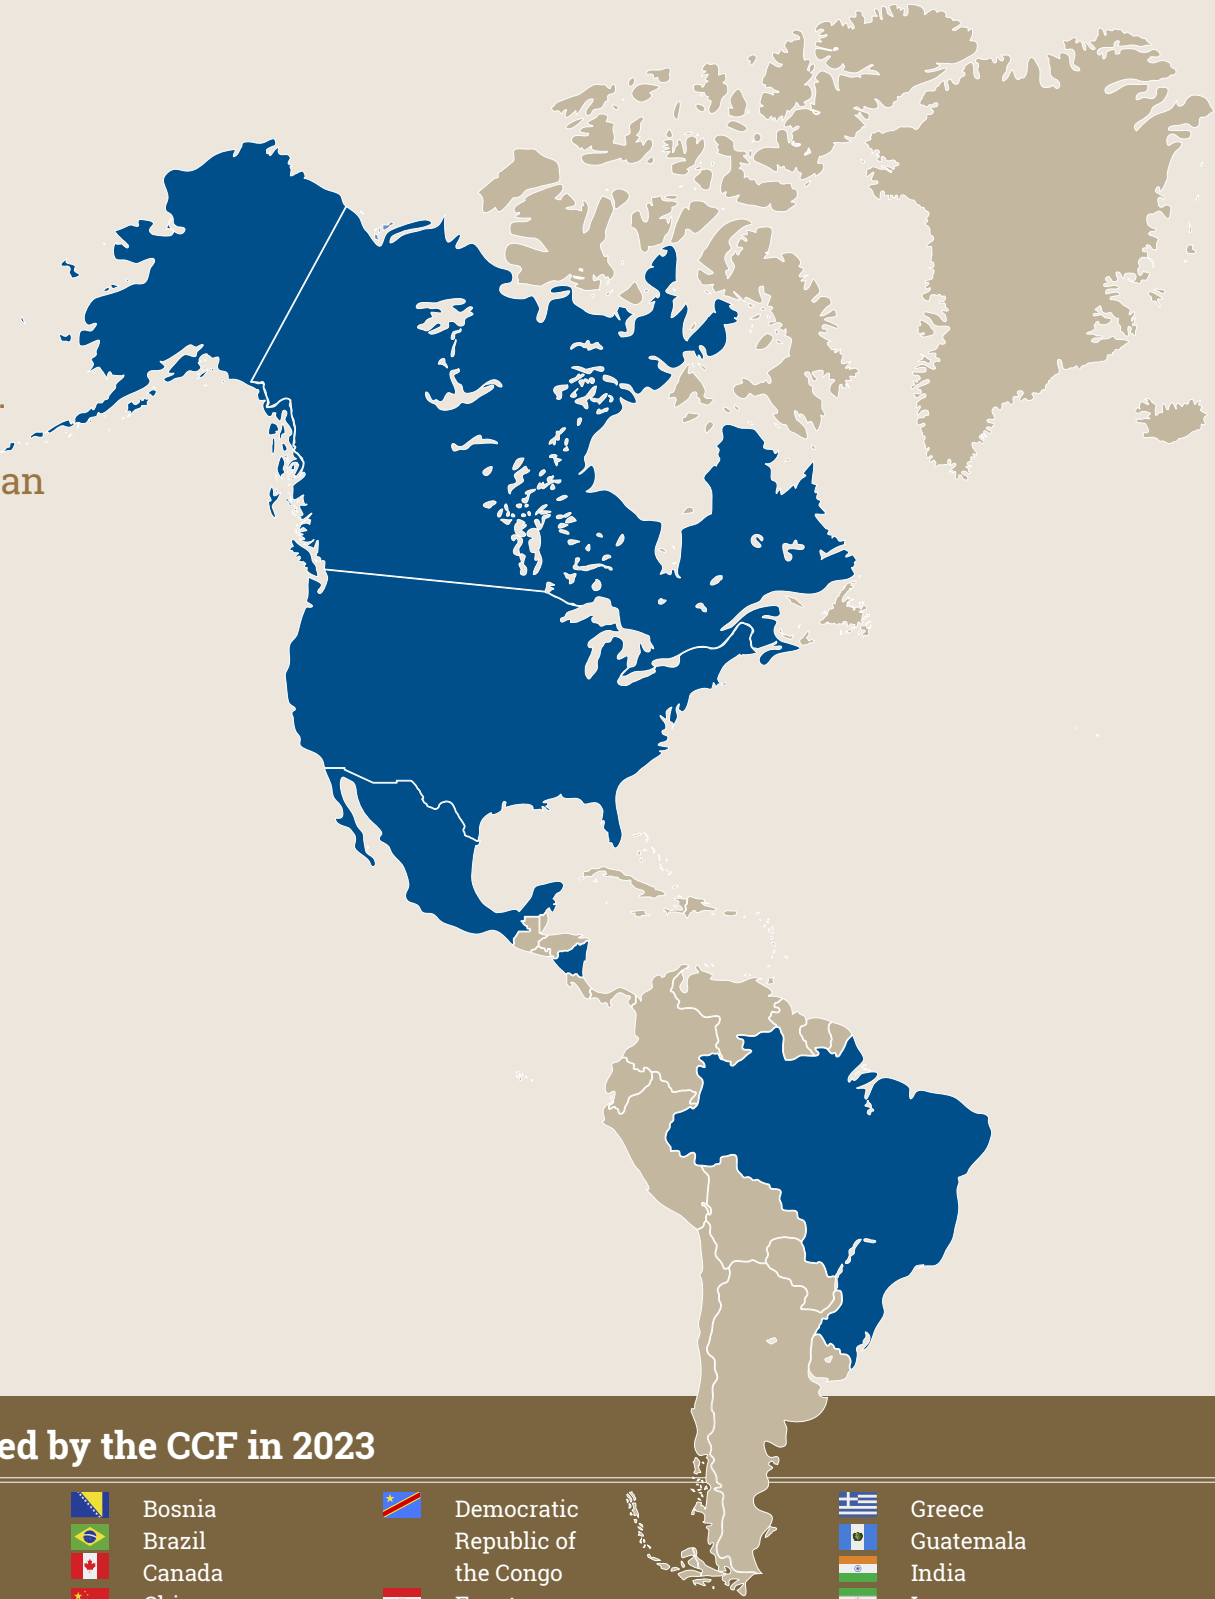 an
ed by the CCF in 2023
Bosnia
Brazil
Canada
Democratic
Republic of
the Congo
Greece
Guatemala
India